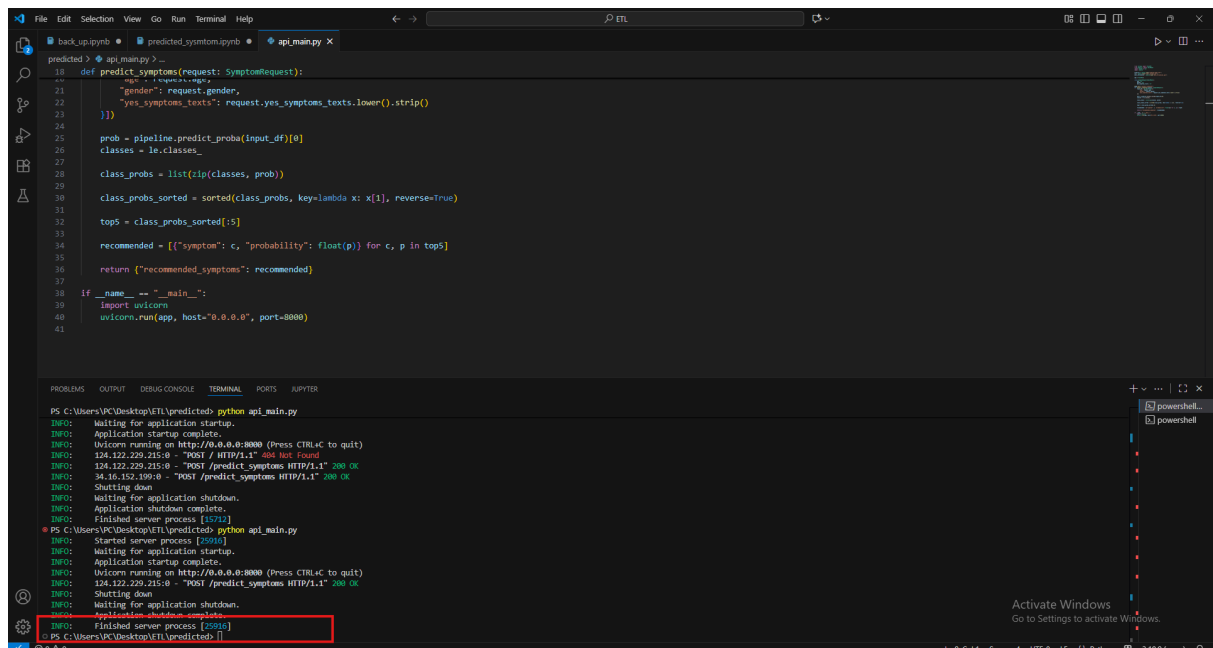 File Edit Selection View Go Run Terminal Help
ETL
back_up.ipynb
predicted_sysmtom.ipynb
api_main.py
predicted > api_main.py > ...
18 def predict_symptoms(request: SymptomRequest):
21 "gender": request.gender,
22 "yes_symptoms_texts": request.yes_symptoms_texts.lower().strip()
23 }])
24
25 prob = pipeline.predict_proba(input_df)[0]
26 classes = le.classes_
27
28 class_probs = list(zip(classes, prob))
29
30 class_probs_sorted = sorted(class_probs, key=lambda x: x[1], reverse=True)
31
32 top5 = class_probs_sorted[:5]
33
34 recommended = [{"symptom": c, "probability": float(p)} for c, p in top5]
35
36 return {"recommended_symptoms": recommended}
37
38 if __name__ == "__main__":
39 import uvicorn
40 uvicorn.run(app, host="0.0.0.0", port=8000)
41
PROBLEMS OUTPUT DEBUG CONSOLE TERMINAL PORTS JUPYTER
powershell...
powershell
PS C:\Users\PC\Desktop\ETL\predicted> python api_main.py
INFO: Waiting for application startup.
INFO: Application startup complete.
INFO: Uvicorn running on http://0.0.0.0:8000 (Press CTRL+C to quit)
INFO: 124.122.229.215:0 - "POST / HTTP/1.1" 404 Not Found
INFO: 124.122.229.215:0 - "POST /predict_symptoms HTTP/1.1" 200 OK
INFO: 34.16.152.199:0 - "POST /predict_symptoms HTTP/1.1" 200 OK
INFO: Shutting down
INFO: Waiting for application shutdown.
INFO: Application shutdown complete.
INFO: Finished server process [15712]
PS C:\Users\PC\Desktop\ETL\predicted> python api_main.py
INFO: Started server process [25916]
INFO: Waiting for application startup.
INFO: Application startup complete.
INFO: Uvicorn running on http://0.0.0.0:8000 (Press CTRL+C to quit)
INFO: 124.122.229.215:0 - "POST /predict_symptoms HTTP/1.1" 200 OK
INFO: Shutting down
INFO: Waiting for application shutdown.
INFO: Application shutdown complete.
INFO: Finished server process [25916]
PS C:\Users\PC\Desktop\ETL\predicted>
Activate Windows
Go to Settings to activate Windows.